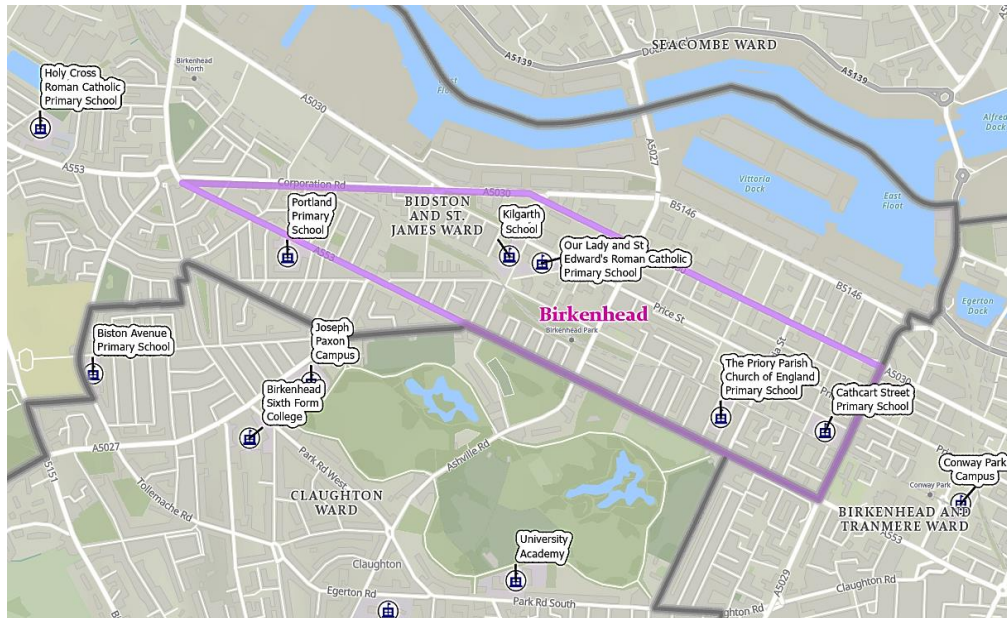 SEACOMBE WARD
A5139
A5139
Birkenhead
North
Holy Cross
Roman Catholic
Primary School
A5030
A5027
Alfred
A553
Vittoria
Dock
Corporation Rd
A5030
East
Float
B5146
BIDSTON
AND ST.
JAMES WARD
Portland
Primary
School
Kilgarth
School
A553
Our Lady and St
Edward's Roman Catholic
Primary School
B5146
Egerton
Dock
Price St
Birkenhead
Birkenhead Park
Biston Avenue
Primary School
Joseph
Paxon
Campus
The Priory Parish
Church of England
Primary School
A5030
Birkenhead
Sixth Form
College
Cathcart Street
Primary School
A5027
Ashville Rd
Park Rd West
Conway Park
Campus
Conway Park
Tollemache Rd
CLAUGHTON
WARD
BIRKENHEAD AND
TRANMERE WARD
A553
University
Academy
Claughton
A5029
Claughton Rd
Egerton Rd
Park Rd South